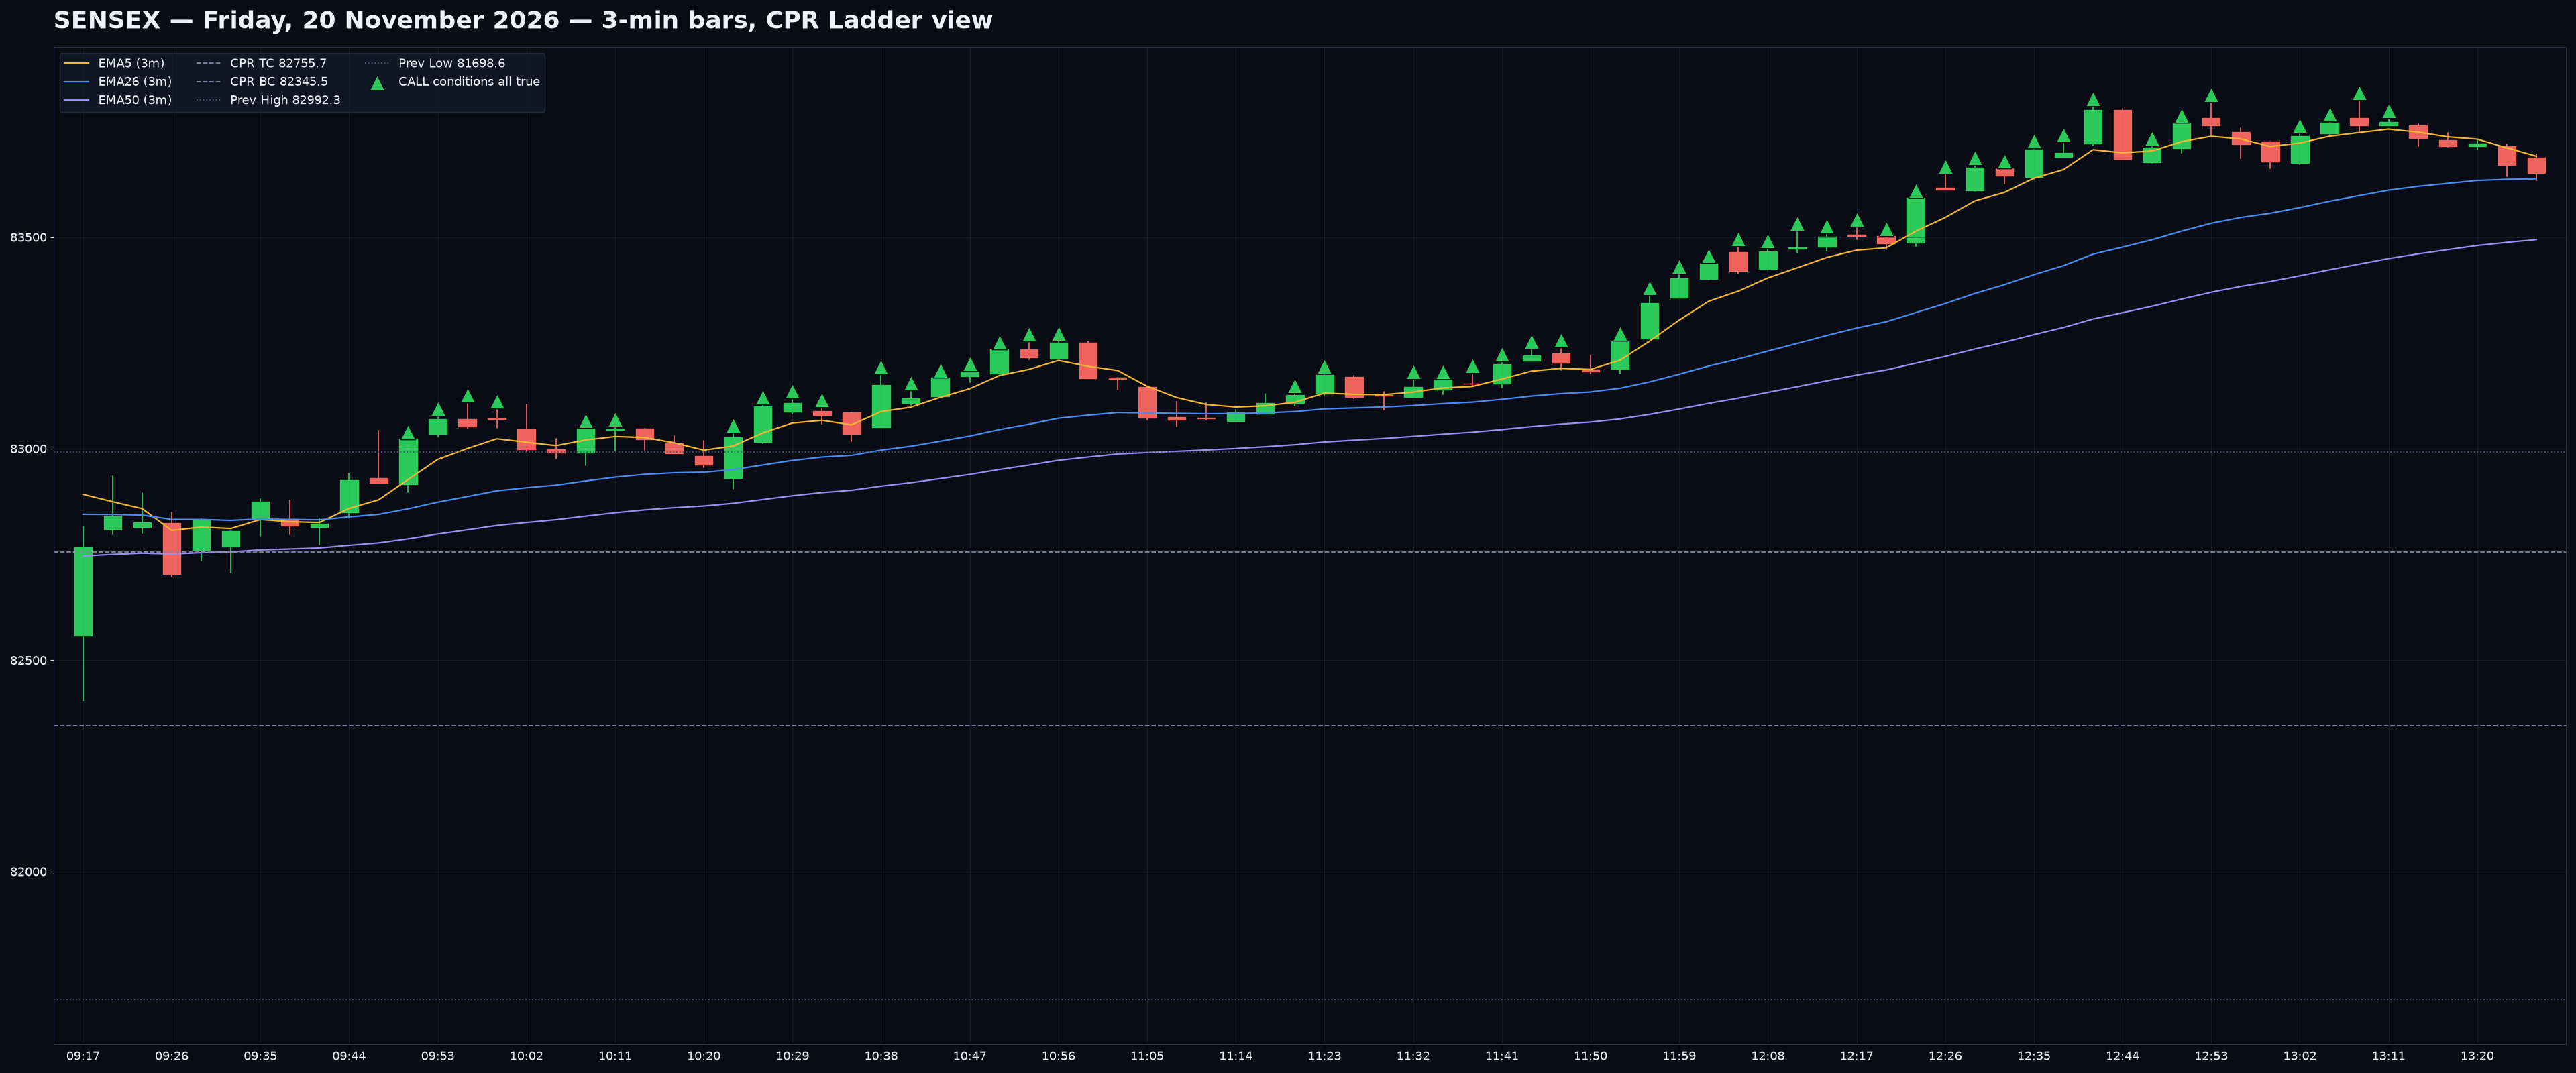 SENSEX — Friday, 20 November 2026 — 3-min bars, CPR Ladder view
EMA5 (3m)
EMA26 (3m)
EMA50 (3m)
CPR TC 82755.7
CPR BC 82345.5
Prev High 82992.3
Prev Low 81698.6
CALL conditions all true
83500
83000
82500
82000
09:17 09:26 09:35 09:44 09:53 10:02 10:11 10:20 10:29 10:38 10:47 10:56 11:05 11:14 11:23 11:32 11:41 11:50 11:59 12:08 12:17 12:26 12:35 12:44 12:53 13:02 13:11 13:20